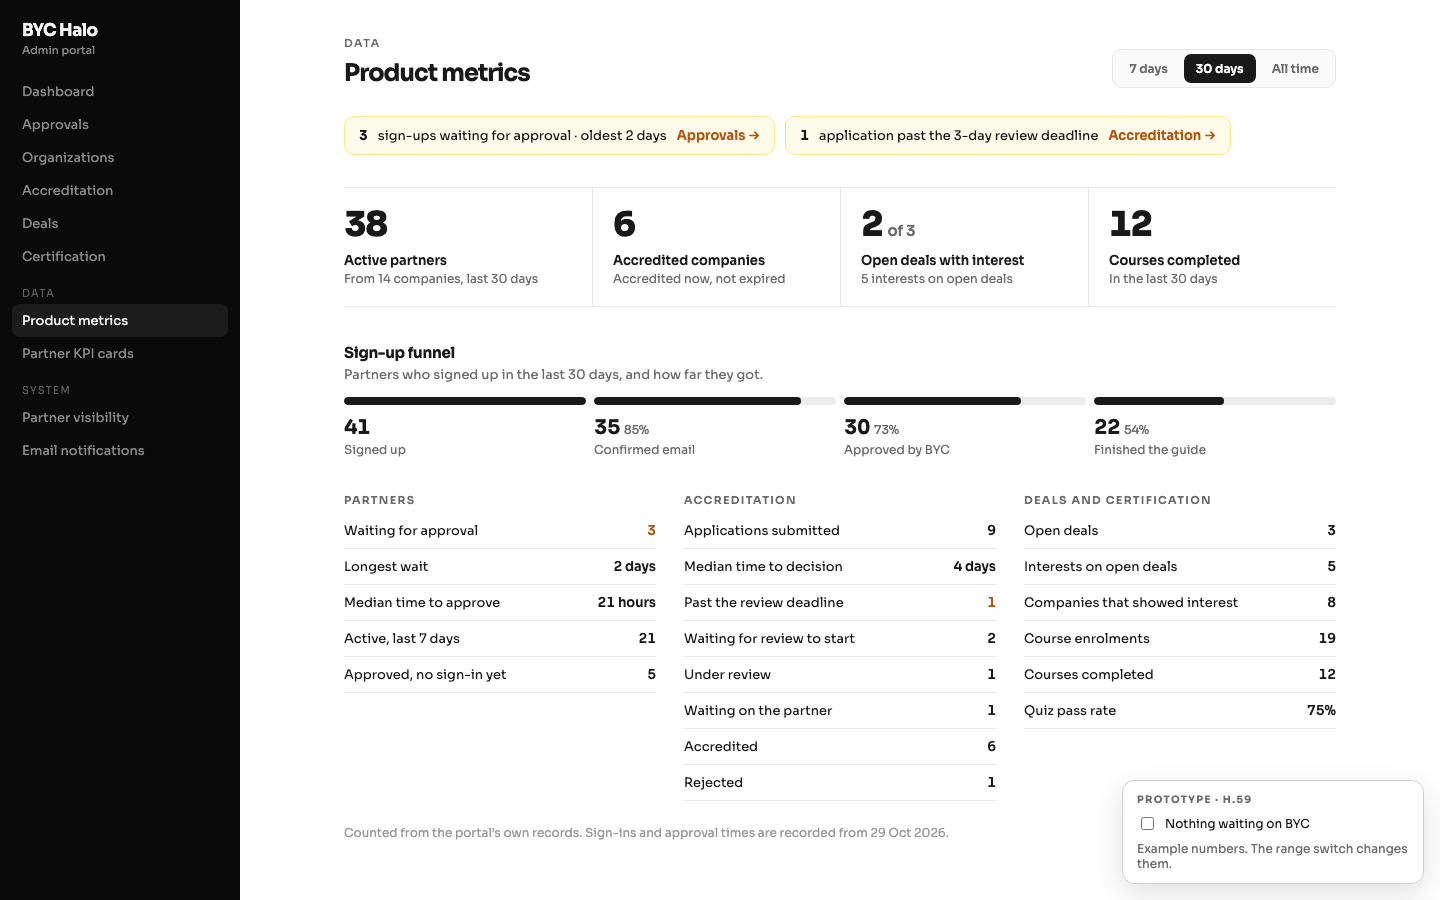 BYC Halo
Admin portal
Dashboard
Approvals
Organizations
Accreditation
Deals
Certification
DATA
Product metrics
Partner KPI cards
SYSTEM
Partner visibility
Email notifications
DATA
Product metrics
7 days 30 days All time
3 sign-ups waiting for approval · oldest 2 days Approvals →
1 application past the 3-day review deadline Accreditation →
38
Active partners
From 14 companies, last 30 days
6
Accredited companies
Accredited now, not expired
2 of 3
Open deals with interest
5 interests on open deals
12
Courses completed
In the last 30 days
Sign-up funnel
Partners who signed up in the last 30 days, and how far they got.
41
Signed up
35 85%
Confirmed email
30 73%
Approved by BYC
22 54%
Finished the guide
PARTNERS
Waiting for approval 3
Longest wait 2 days
Median time to approve 21 hours
Active, last 7 days 21
Approved, no sign-in yet 5
ACCREDITATION
Applications submitted 9
Median time to decision 4 days
Past the review deadline 1
Waiting for review to start 2
Under review 1
Waiting on the partner 1
Accredited 6
Rejected 1
DEALS AND CERTIFICATION
Open deals 3
Interests on open deals 5
Companies that showed interest 8
Course enrolments 19
Courses completed 12
Quiz pass rate 75%
Counted from the portal's own records. Sign-ins and approval times are recorded from 29 Oct 2026.
PROTOTYPE · H.59
Nothing waiting on BYC
Example numbers. The range switch changes
them.